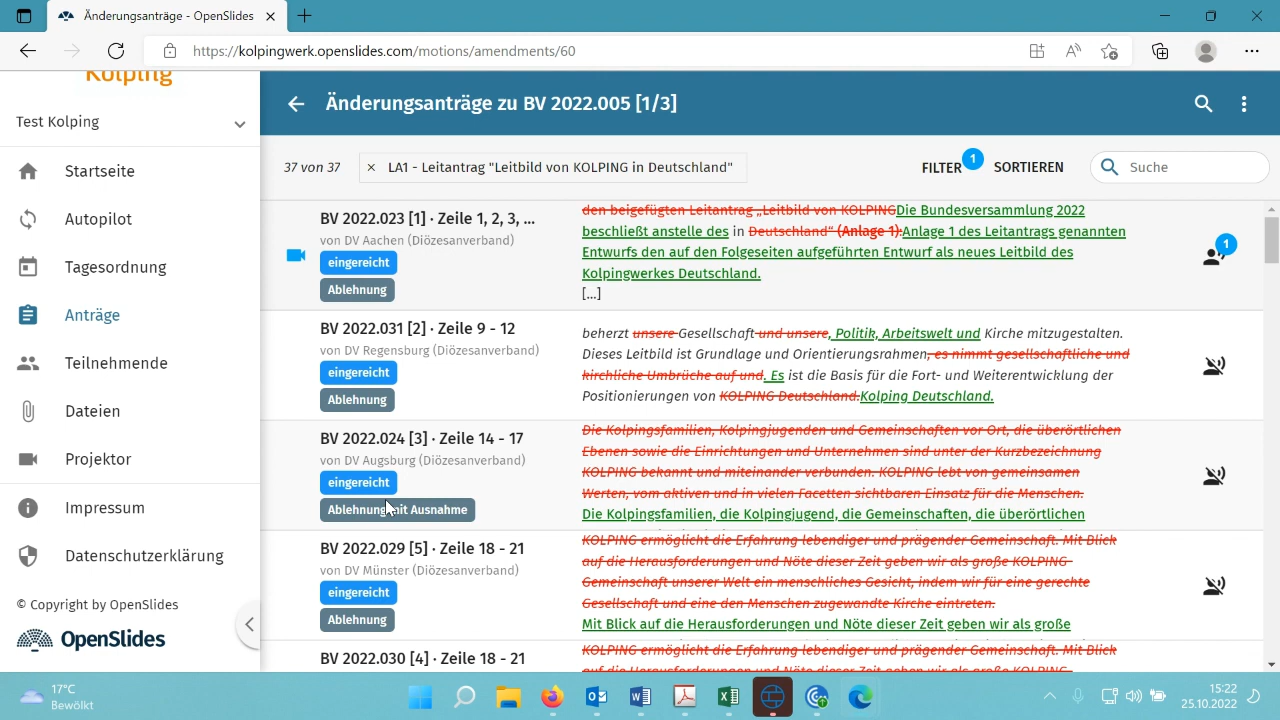 Änderungsanträge - OpenSlides
https://kolpingwerk.openslides.com/motions/amendments/60
Kolping
Test Kolping
Startseite
Autopilot
Tagesordnung
Anträge
Teilnehmende
Dateien
Projektor
Impressum
Datenschutzerklärung
© Copyright by OpenSlides
OpenSlides
Änderungsanträge zu BV 2022.005 [1/3]
37 von 37
× LA1 - Leitantrag "Leitbild von KOLPING in Deutschland"
FILTER 1
SORTIEREN
Suche
BV 2022.023 [1] · Zeile 1, 2, 3, ...
von DV Aachen (Diözesanverband)
eingereicht
Ablehnung
den beigefügten Leitantrag „Leitbild von KOLPINGDie Bundesversammlung 2022
beschließt anstelle des in Deutschland“ (Anlage 1):Anlage 1 des Leitantrags genannten
Entwurfs den auf den Folgeseiten aufgeführten Entwurf als neues Leitbild des
Kolpingwerkes Deutschland.
[...]
1
BV 2022.031 [2] · Zeile 9 - 12
von DV Regensburg (Diözesanverband)
eingereicht
Ablehnung
beherzt unsere Gesellschaft und unsere, Politik, Arbeitswelt und Kirche mitzugestalten.
Dieses Leitbild ist Grundlage und Orientierungsrahmen, es nimmt gesellschaftliche und
kirchliche Umbrüche auf und. Es ist die Basis für die Fort- und Weiterentwicklung der
Positionierungen von KOLPING Deutschland.Kolping Deutschland.
BV 2022.024 [3] · Zeile 14 - 17
von DV Augsburg (Diözesanverband)
eingereicht
Ablehnung mit Ausnahme
Die Kolpingsfamilien, Kolpingjugenden und Gemeinschaften vor Ort, die überörtlichen
Ebenen sowie die Einrichtungen und Unternehmen sind unter der Kurzbezeichnung
KOLPING bekannt und miteinander verbunden. KOLPING lebt von gemeinsamen
Werten, vom aktiven und in vielen Facetten sichtbaren Einsatz für die Menschen.
Die Kolpingsfamilien, die Kolpingjugend, die Gemeinschaften, die überörtlichen
BV 2022.029 [5] · Zeile 18 - 21
von DV Münster (Diözesanverband)
eingereicht
Ablehnung
KOLPING ermöglicht die Erfahrung lebendiger und prägender Gemeinschaft. Mit Blick
auf die Herausforderungen und Nöte dieser Zeit geben wir als große KOLPING-
Gemeinschaft unserer Welt ein menschliches Gesicht, indem wir für eine gerechte
Gesellschaft und eine den Menschen zugewandte Kirche eintreten.
Mit Blick auf die Herausforderungen und Nöte dieser Zeit geben wir als große
BV 2022.030 [4] · Zeile 18 - 21
KOLPING ermöglicht die Erfahrung lebendiger und prägender Gemeinschaft. Mit Blick
auf die Herausforderungen und Nöte dieser Zeit geben wir als große KOLPING-
17°C
Bewölkt
15:22
25.10.2022